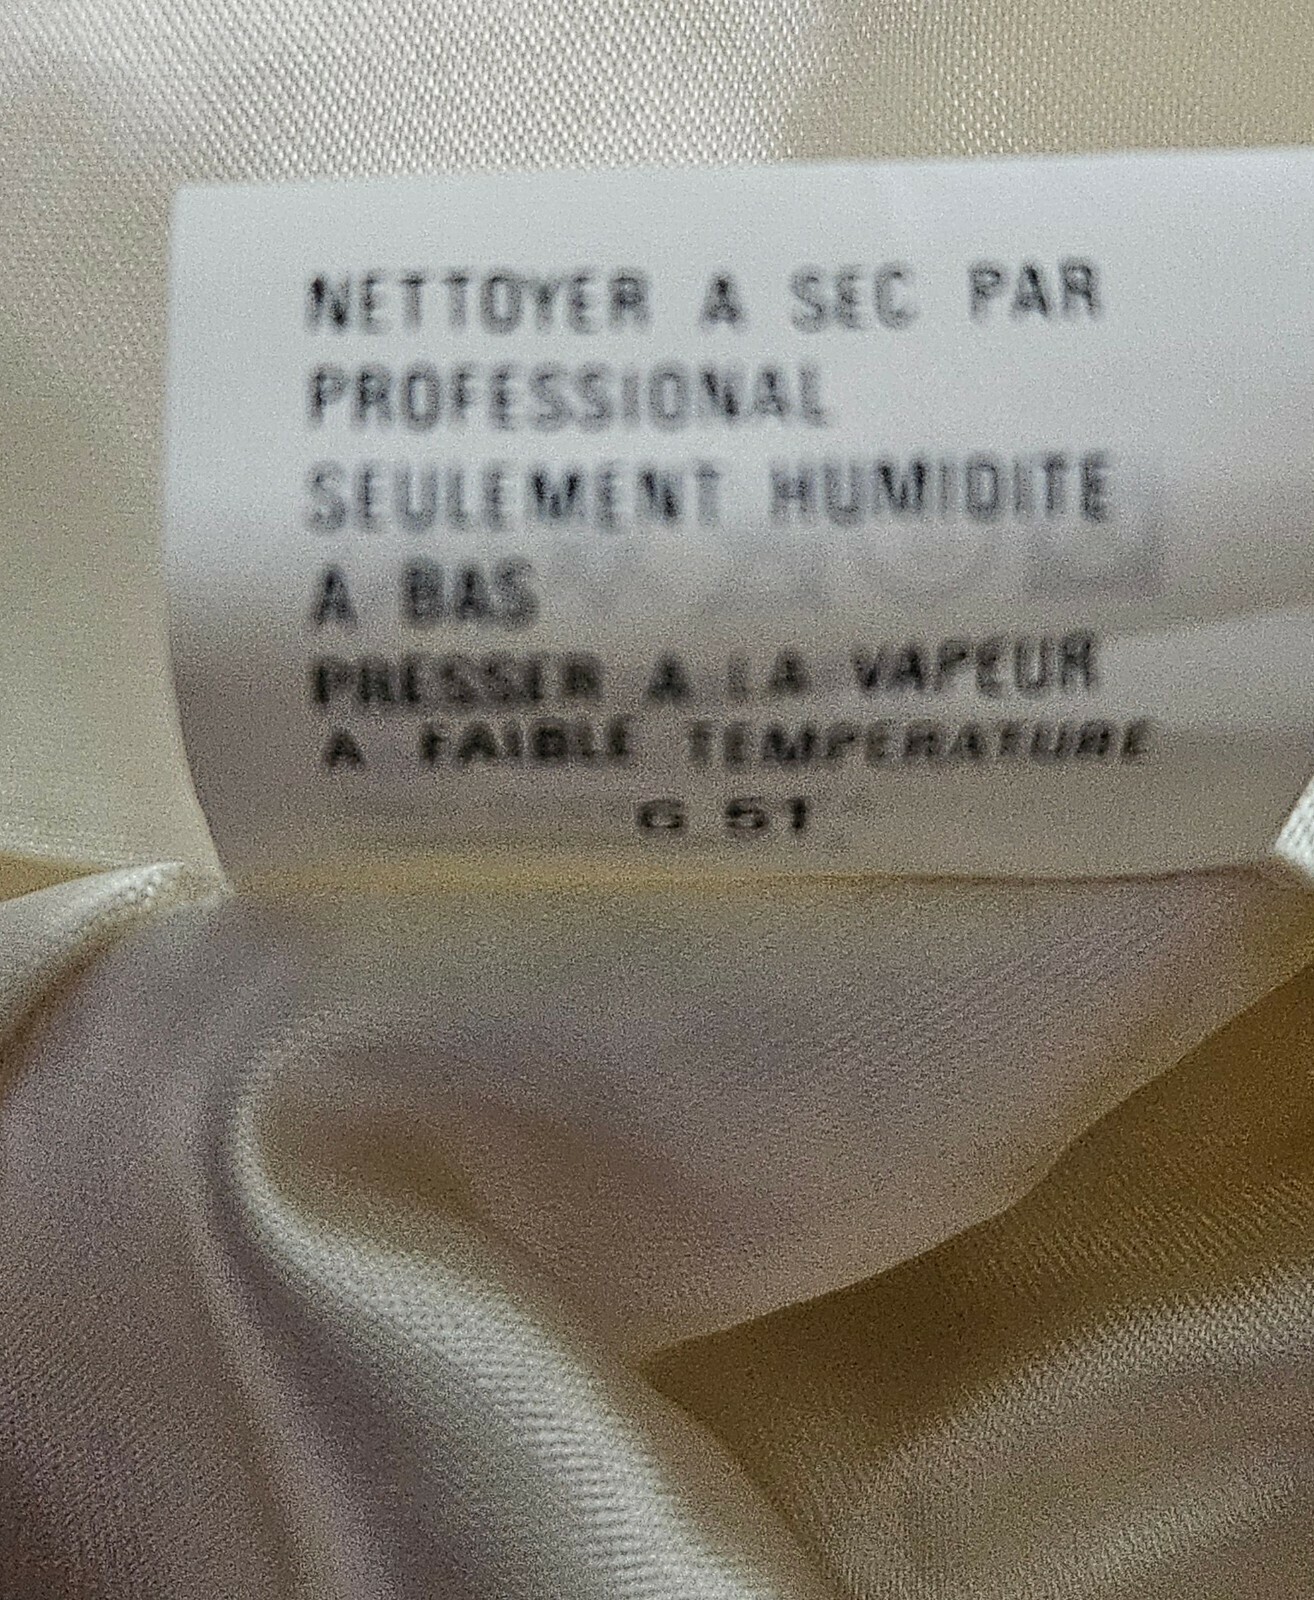 NETTOYER A SEC PAR
PROFESSIONAL
SEULEMENT HUMIDITE
A BAS
PRESSER A LA VAPEUR
A FAIBLE TEMPERATURE
G 51